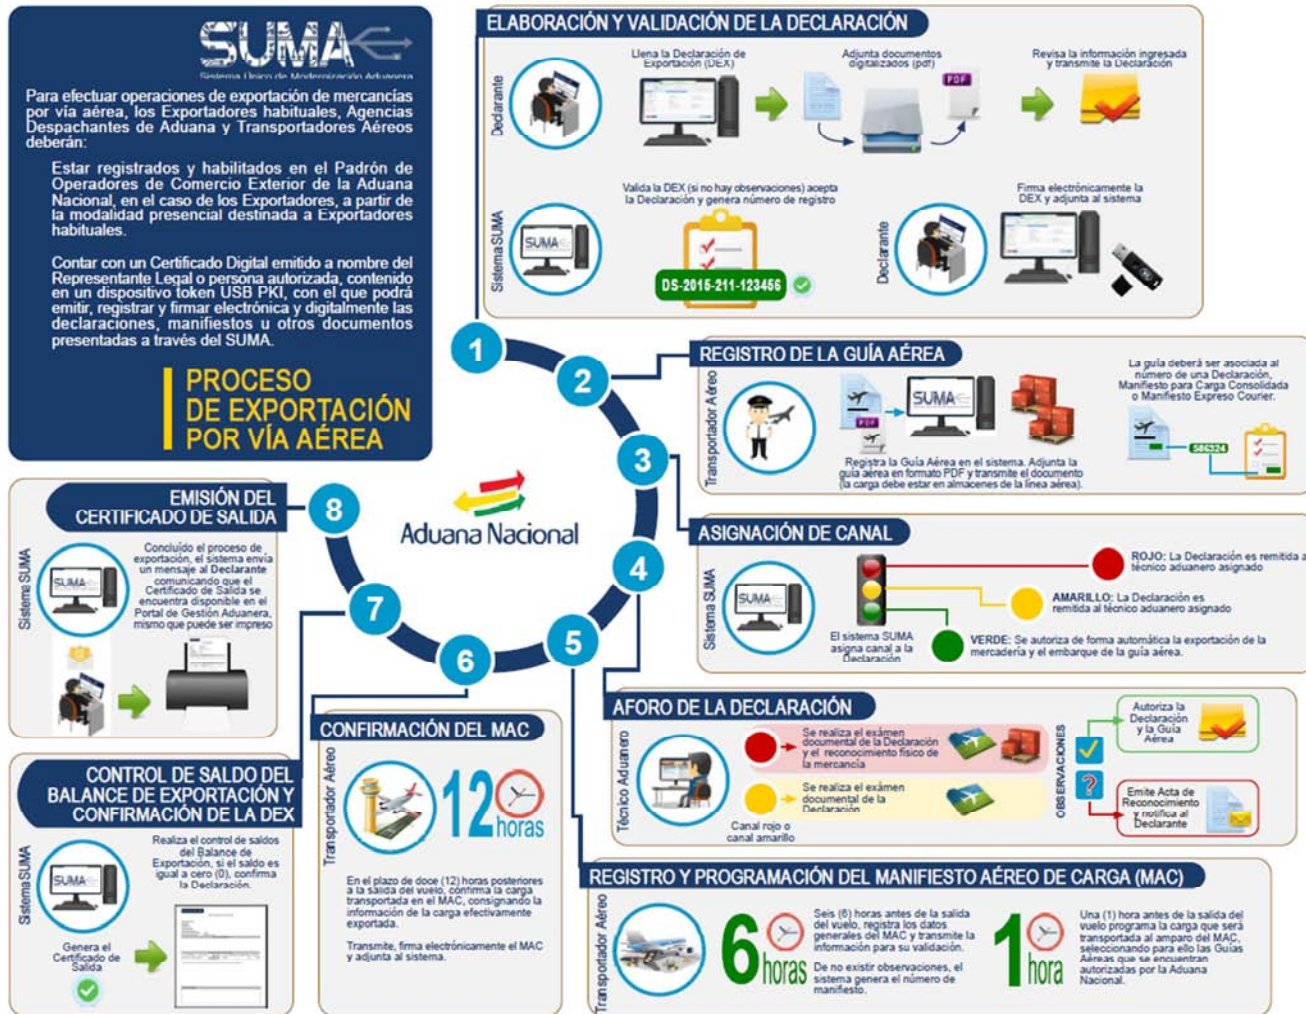 SUMA
Sistema Único de Modernización Aduanera
Para efectuar operaciones de exportación de mercancías
por vía aérea, los Exportadores habituales, Agencias
Despachantes de Aduana y Transportadores Aéreos
deberán:
Estar registrados y habilitados en el Padrón de
Operadores de Comercio Exterior de la Aduana
Nacional, en el caso de los Exportadores, a partir de
la modalidad presencial destinada a Exportadores
habituales.
Contar con un Certificado Digital emitido a nombre del
Representante Legal o persona autorizada, contenido
en un dispositivo token USB PKI, con el que podrá
emitir, registrar y firmar electrónica y digitalmente las
declaraciones, manifiestos u otros documentos
presentadas a través del SUMA.
PROCESO
DE EXPORTACIÓN
POR VÍA AÉREA
Aduana Nacional
1
ELABORACIÓN Y VALIDACIÓN DE LA DECLARACIÓN
Declarante
Llena la Declaración de
Exportación (DEX)
Adjunta documentos
digitalizados (pdf)
PDF
Revisa la información ingresada
y transmite la Declaración
Sistema SUMA
SUMA
Valida la DEX (si no hay observaciones) acepta
la Declaración y genera número de registro
DS-2015-211-123456
Declarante
Firma electrónicamente la
DEX y adjunta al sistema
2
REGISTRO DE LA GUÍA AÉREA
Transportador Aéreo
PDF
SUMA
Registra la Guía Aérea en el sistema. Adjunta la
guía aérea en formato PDF y transmite el documento
(la carga debe estar en almacenes de la línea aérea).
La guía deberá ser asociada al
número de una Declaración,
Manifiesto para Carga Consolidada
o Manifiesto Expreso Courier.
586324
3
ASIGNACIÓN DE CANAL
Sistema SUMA
SUMA
El sistema SUMA
asigna canal a la
Declaración
ROJO: La Declaración es remitida a
técnico aduanero asignado
AMARILLO: La Declaración es
remitida al técnico aduanero asignado
VERDE: Se autoriza de forma automática la exportación de la
mercadería y el embarque de la guía aérea.
4
AFORO DE LA DECLARACIÓN
Técnico Aduanero
Canal rojo o
canal amarillo
Se realiza el exámen
documental de la Declaración
y el reconocimiento físico de
la mercancía
Se realiza el exámen
documental de la
Declaración
OBSERVACIONES
Autoriza la
Declaración
y la Guía
Aérea
?
Emite Acta de
Reconocimiento
y notifica al
Declarante
5
REGISTRO Y PROGRAMACIÓN DEL MANIFIESTO AÉREO DE CARGA (MAC)
Transportador Aéreo
6 horas
Seis (6) horas antes de la salida
del vuelo, registra los datos
generales del MAC y transmite la
información para su validación.
De no existir observaciones, el
sistema genera el número de
manifiesto.
1 hora
Una (1) hora antes de la salida del
vuelo programa la carga que será
transportada al amparo del MAC,
seleccionando para ello las Guías
Aéreas que se encuentran
autorizadas por la Aduana
Nacional.
6
CONFIRMACIÓN DEL MAC
Transportador Aéreo
12 horas
En el plazo de doce (12) horas posteriores
a la salida del vuelo, confirma la carga
transportada en el MAC, consignando la
información de la carga efectivamente
exportada.
Transmite, firma electrónicamente el MAC
y adjunta al sistema.
7
CONTROL DE SALDO DEL
BALANCE DE EXPORTACIÓN Y
CONFIRMACIÓN DE LA DEX
Sistema SUMA
SUMA
Realiza el control de saldos
del Balance de
Exportación, si el saldo es
igual a cero (0), confirma
la Declaración.
Genera el
Certificado de
Salida
8
EMISIÓN DEL
CERTIFICADO DE SALIDA
Sistema SUMA
SUMA
Concluído el proceso de
exportación, el sistema envía
un mensaje al Declarante
comunicando que el
Certificado de Salida se
encuentra disponible en el
Portal de Gestión Aduanera,
mismo que puede ser impreso